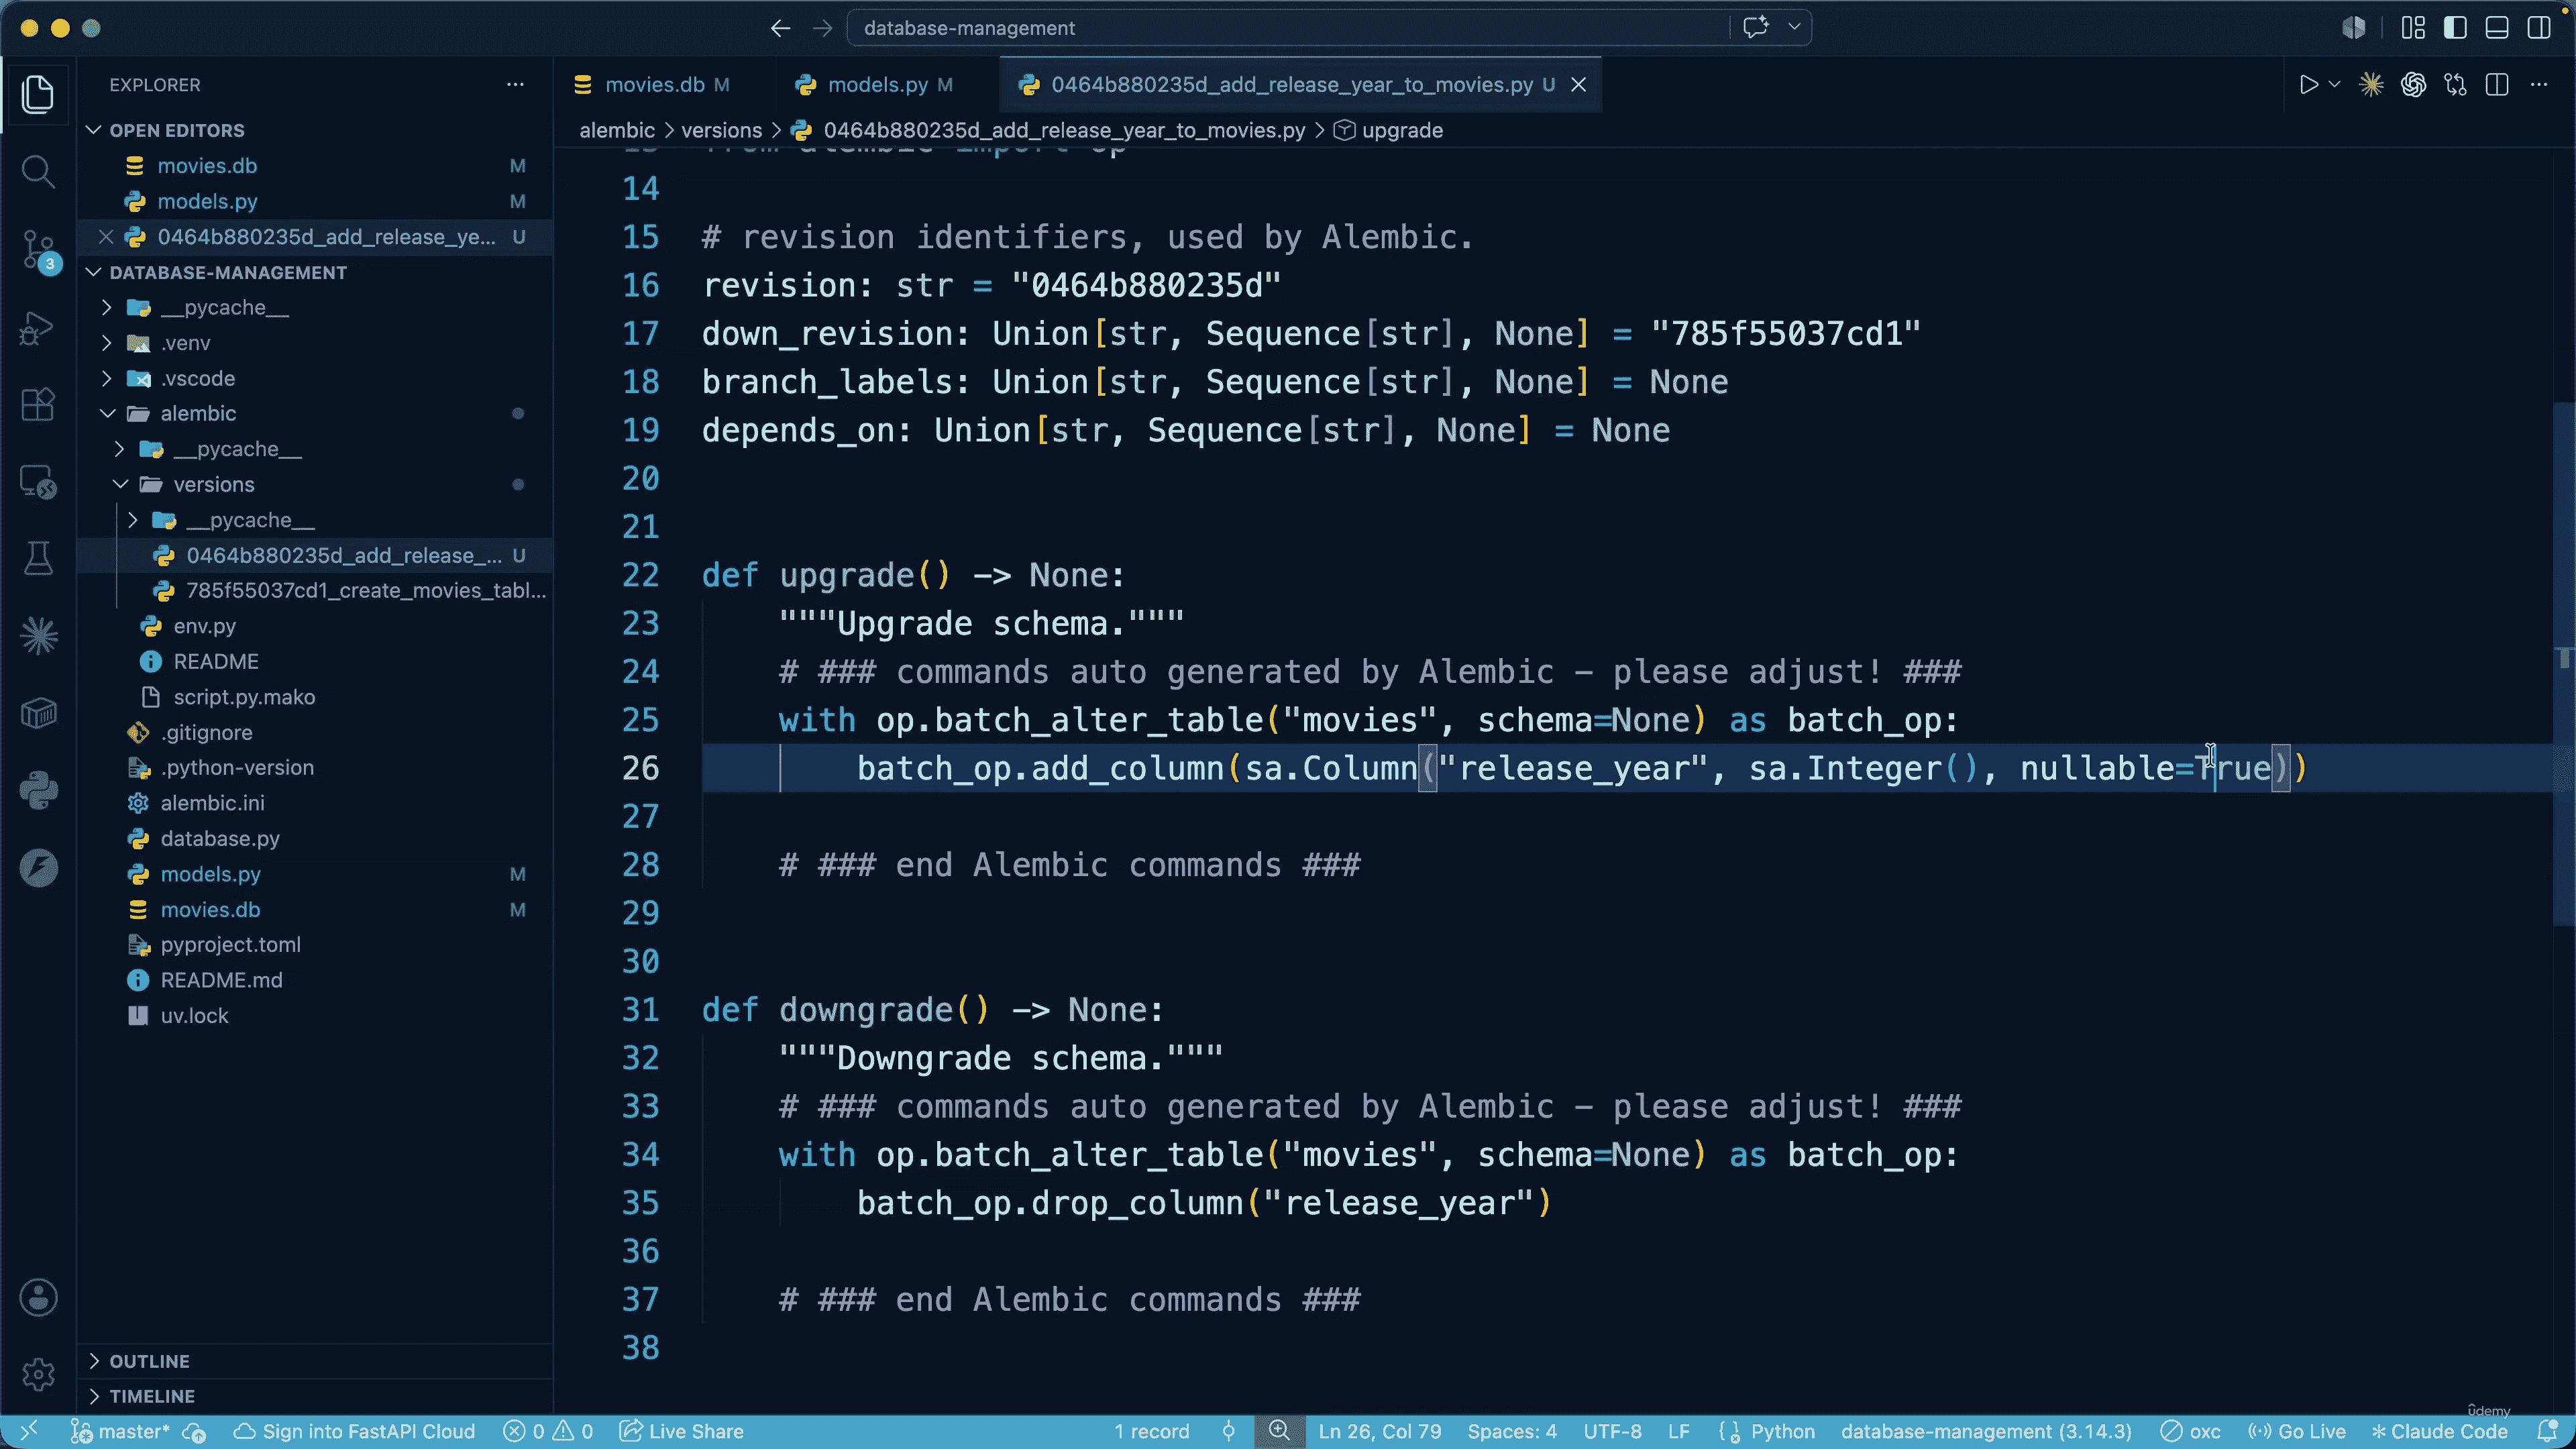 database-management
EXPLORER
OPEN EDITORS
movies.db M
models.py M
0464b880235d_add_release_ye... U
DATABASE-MANAGEMENT
__pycache__
.venv
.vscode
alembic
__pycache__
versions
__pycache__
0464b880235d_add_release_... U
785f55037cd1_create_movies_tabl...
env.py
README
script.py.mako
.gitignore
.python-version
alembic.ini
database.py
models.py M
movies.db M
pyproject.toml
README.md
uv.lock
OUTLINE
TIMELINE
3
movies.db M
models.py M
0464b880235d_add_release_year_to_movies.py U
alembic > versions > 0464b880235d_add_release_year_to_movies.py > upgrade
13 from alembic import op
14
15 # revision identifiers, used by Alembic.
16 revision: str = "0464b880235d"
17 down_revision: Union[str, Sequence[str], None] = "785f55037cd1"
18 branch_labels: Union[str, Sequence[str], None] = None
19 depends_on: Union[str, Sequence[str], None] = None
20
21
22 def upgrade() -> None:
23 """Upgrade schema."""
24 # ### commands auto generated by Alembic - please adjust! ###
25 with op.batch_alter_table("movies", schema=None) as batch_op:
26 batch_op.add_column(sa.Column("release_year", sa.Integer(), nullable=True))
27
28 # ### end Alembic commands ###
29
30
31 def downgrade() -> None:
32 """Downgrade schema."""
33 # ### commands auto generated by Alembic - please adjust! ###
34 with op.batch_alter_table("movies", schema=None) as batch_op:
35 batch_op.drop_column("release_year")
36
37 # ### end Alembic commands ###
38
udemy
master* Sign into FastAPI Cloud 0 0 Live Share 1 record Ln 26, Col 79 Spaces: 4 UTF-8 LF Python database-management (3.14.3) oxc Go Live Claude Code